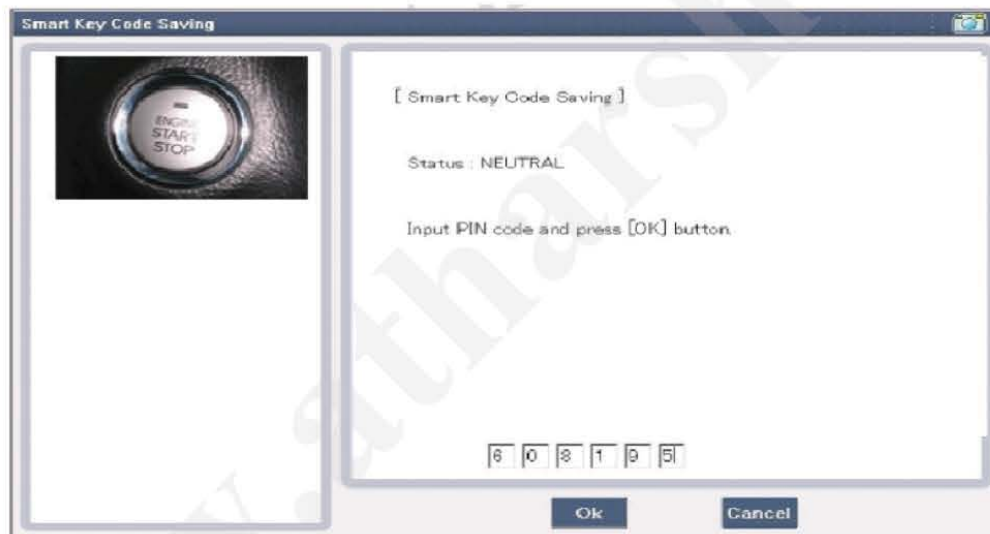 Smart Key Code Saving
ENGINE
START
STOP
[ Smart Key Code Saving ]
Status : NEUTRAL
Input PIN code and press [OK] button.
6 0 8 1 9 5
Ok
Cancel